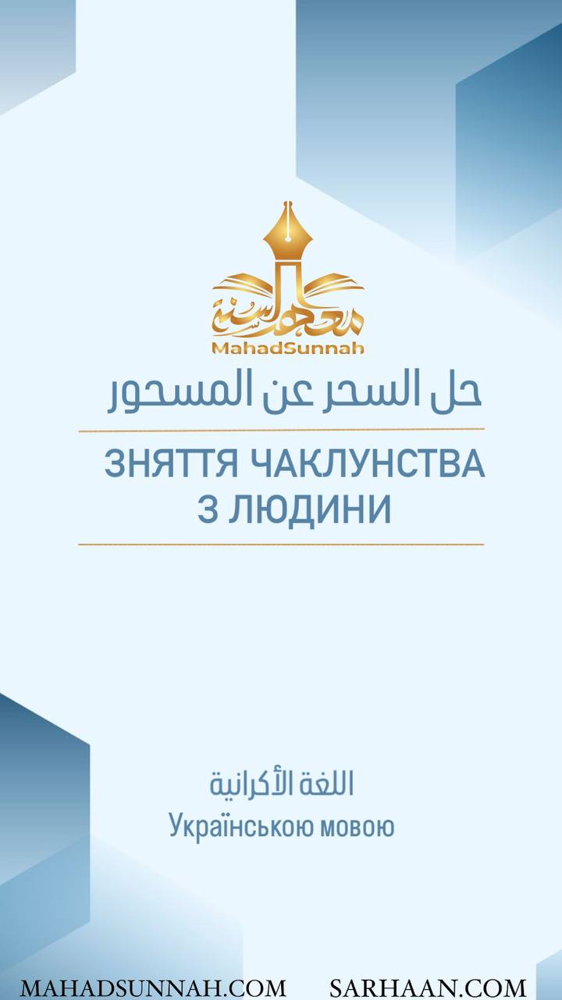 معهد السنة
MahadSunnah
حل السحر عن المسحور
ЗНЯТТЯ ЧАКЛУНСТВА
З ЛЮДИНИ
اللغة الأكرانية
Українською мовою
MAHADSUNNAH.COM SARHAAN.COM